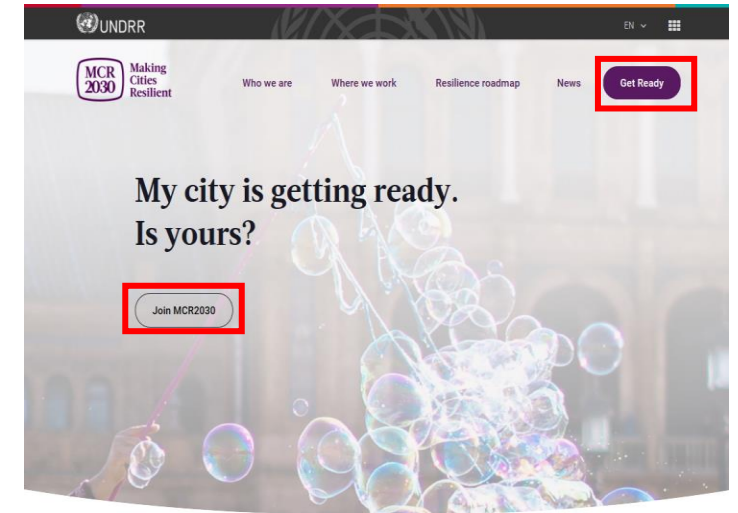 UNDRR
EN
MCR
2030
Making
Cities
Resilient
Who we are
Where we work
Resilience roadmap
News
Get Ready
My city is getting ready.
Is yours?
Join MCR2030